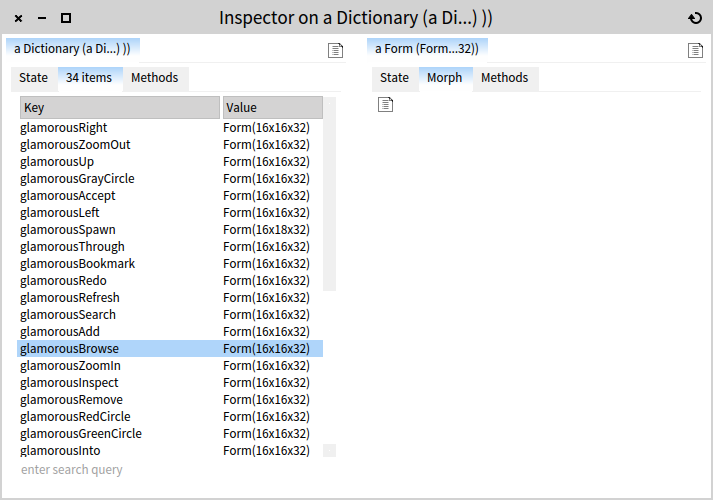 Inspector on a Dictionary (a Di...) ))
a Dictionary (a Di...) ))
State 34 items Methods
Key Value
glamorousRight Form(16x16x32)
glamorousZoomOut Form(16x16x32)
glamorousUp Form(16x16x32)
glamorousGrayCircle Form(16x16x32)
glamorousAccept Form(16x16x32)
glamorousLeft Form(16x16x32)
glamorousSpawn Form(16x18x32)
glamorousThrough Form(16x16x32)
glamorousBookmark Form(16x16x32)
glamorousRedo Form(16x16x32)
glamorousRefresh Form(16x16x32)
glamorousSearch Form(16x16x32)
glamorousAdd Form(16x16x32)
glamorousBrowse Form(16x16x32)
glamorousZoomIn Form(16x16x32)
glamorousInspect Form(16x16x32)
glamorousRemove Form(16x16x32)
glamorousRedCircle Form(16x16x32)
glamorousGreenCircle Form(16x16x32)
glamorousInto Form(16x16x32)
enter search query
a Form (Form...32))
State Morph Methods